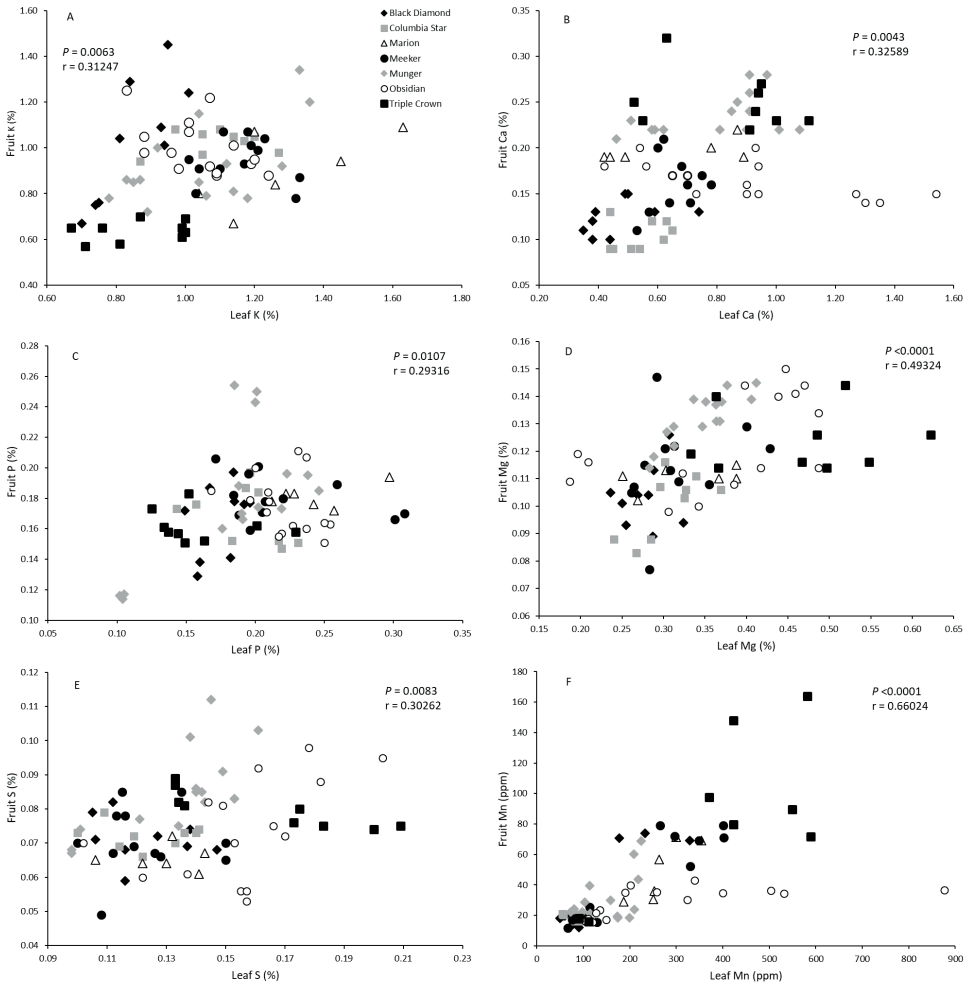 A
P = 0.0063
r = 0.31247
Black Diamond
Columbia Star
Marion
Meeker
Munger
Obsidian
Triple Crown
1.60
1.40
1.20
1.00
0.80
0.60
0.40
Fruit K (%)
0.60 0.80 1.00 1.20 1.40 1.60 1.80
Leaf K (%)
B
P = 0.0043
r = 0.32589
0.35
0.30
0.25
0.20
0.15
0.10
0.05
Fruit Ca (%)
0.20 0.40 0.60 0.80 1.00 1.20 1.40 1.60
Leaf Ca (%)
C
P = 0.0107
r = 0.29316
0.28
0.26
0.24
0.22
0.20
0.18
0.16
0.14
0.12
0.10
Fruit P (%)
0.05 0.10 0.15 0.20 0.25 0.30 0.35
Leaf P (%)
D
P <0.0001
r = 0.49324
0.16
0.15
0.14
0.13
0.12
0.11
0.10
0.09
0.08
0.07
0.06
Fruit Mg (%)
0.15 0.20 0.25 0.30 0.35 0.40 0.45 0.50 0.55 0.60 0.65
Leaf Mg (%)
E
P = 0.0083
r = 0.30262
0.12
0.11
0.10
0.09
0.08
0.07
0.06
0.05
0.04
Fruit S (%)
0.09 0.11 0.13 0.15 0.17 0.19 0.21 0.23
Leaf S (%)
F
P <0.0001
r = 0.66024
180
160
140
120
100
80
60
40
20
0
Fruit Mn (ppm)
0 100 200 300 400 500 600 700 800 900
Leaf Mn (ppm)